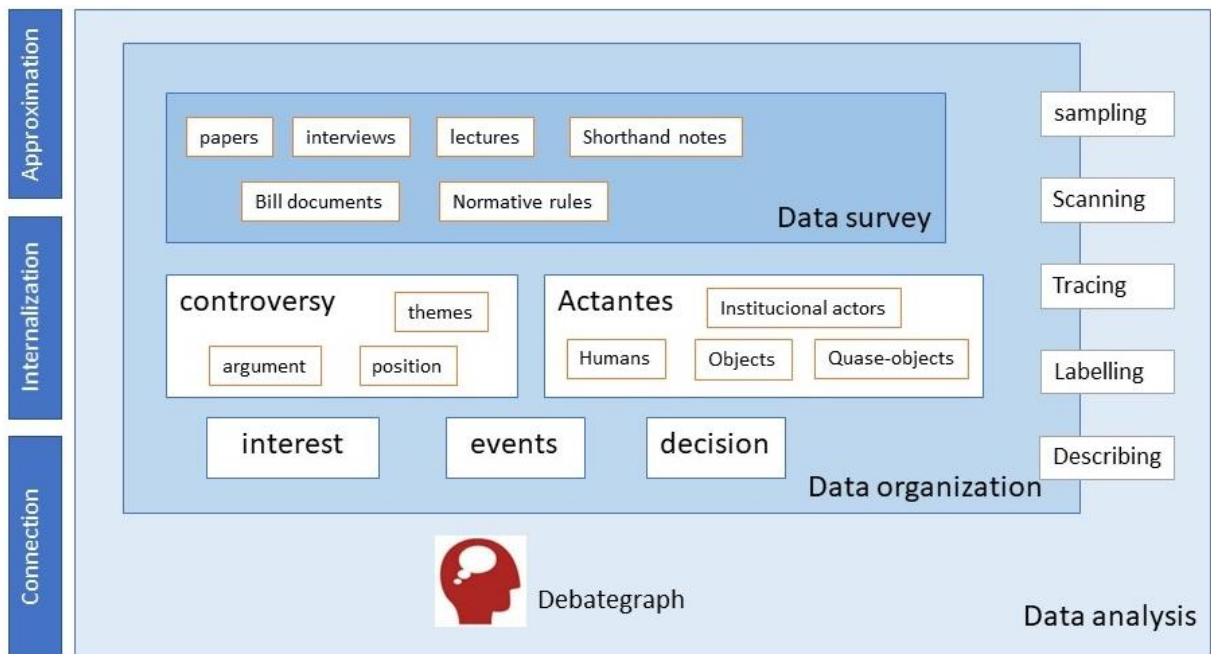 Approximation
Internalization
Connection
papers
interviews
lectures
Shorthand notes
Bill documents
Normative rules
Data survey
controversy
themes
argument
position
Actantes
Institucional actors
Humans
Objects
Quase-objects
interest
events
decision
Data organization
sampling
Scanning
Tracing
Labelling
Describing
Debategraph
Data analysis